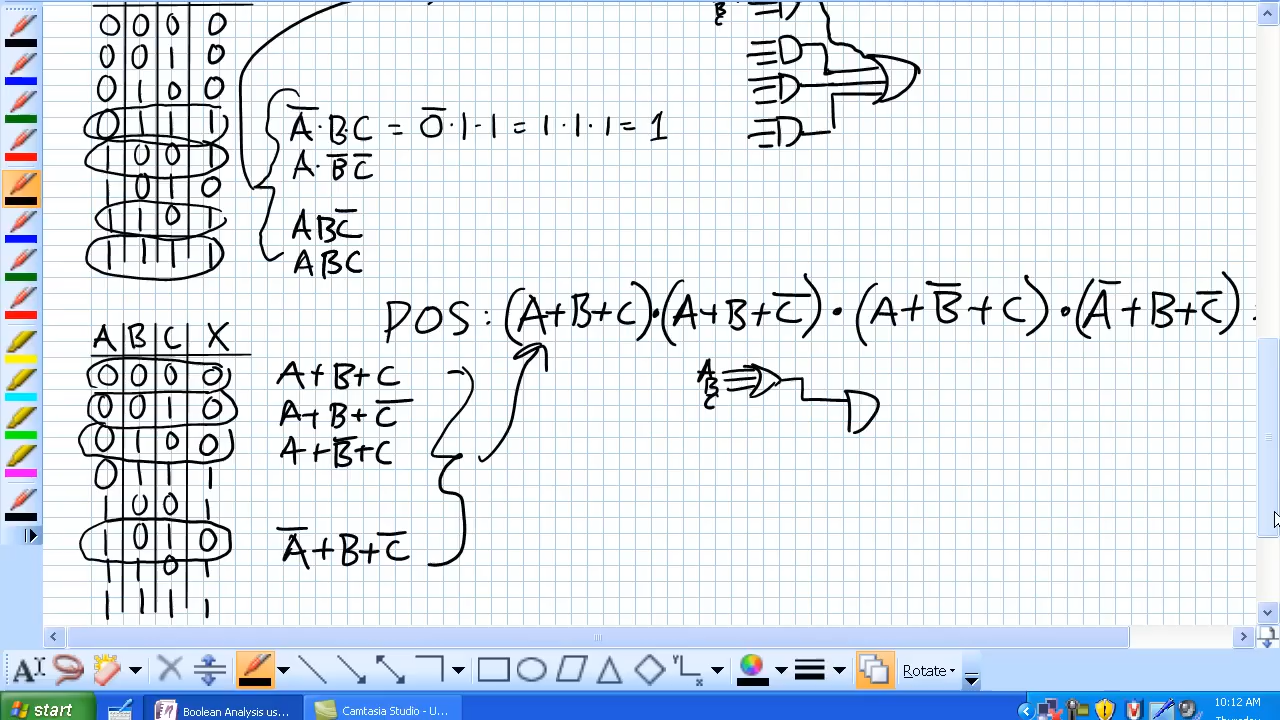 0 0 0 0
0 0 1 0
0 1 0 0
0 1 1 1
A̅·B·C = 0̅·1·1 = 1·1·1 = 1
1 0 0 1
A·B̅C̅
1 0 1 0
1 1 0 1
ABC̅
1 1 1 1
ABC
B
C
POS: (A+B+C)·(A+B+C̅)·(A+B̅+C)·(A̅+B+C̅)
A B C X
0 0 0 0
A+B+C
0 0 1 0
A+B+C̅
0 1 0 0
A+B̅+C
0 1 1 1
1 0 0 1
1 0 1 0
A̅+B+C̅
1 1 0 1
1 1 1 1
A
B
C
A
Rotate
start
Boolean Analysis us...
Camtasia Studio - U...
10:12 AM